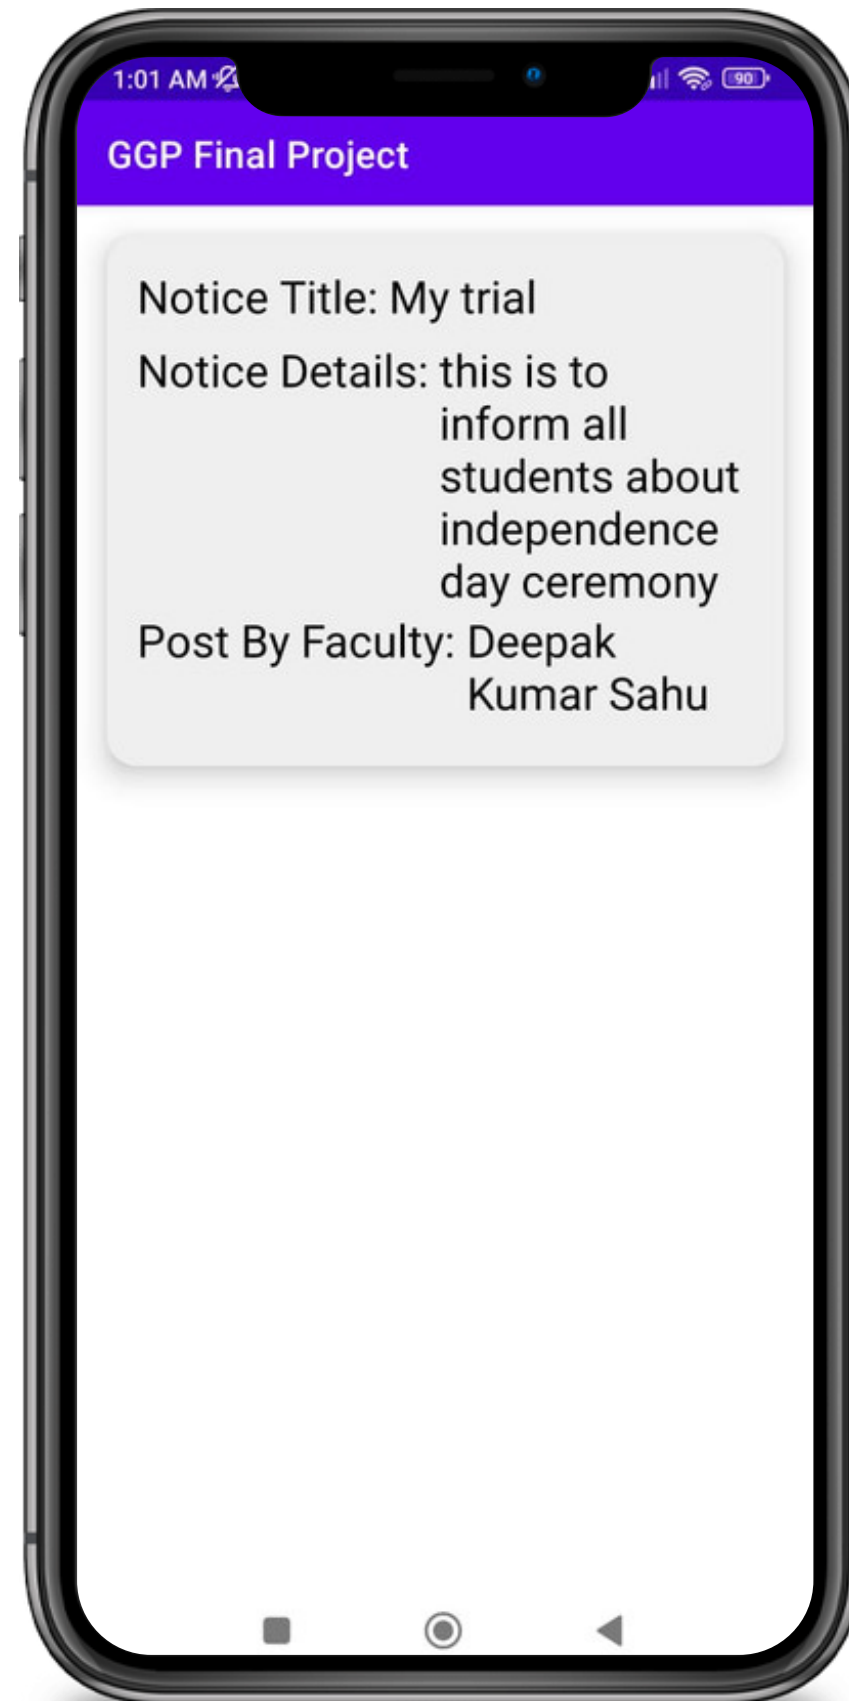 1:01 AM 90
GGP Final Project
Notice Title: My trial
Notice Details: this is to
inform all
students about
independence
day ceremony
Post By Faculty: Deepak
Kumar Sahu